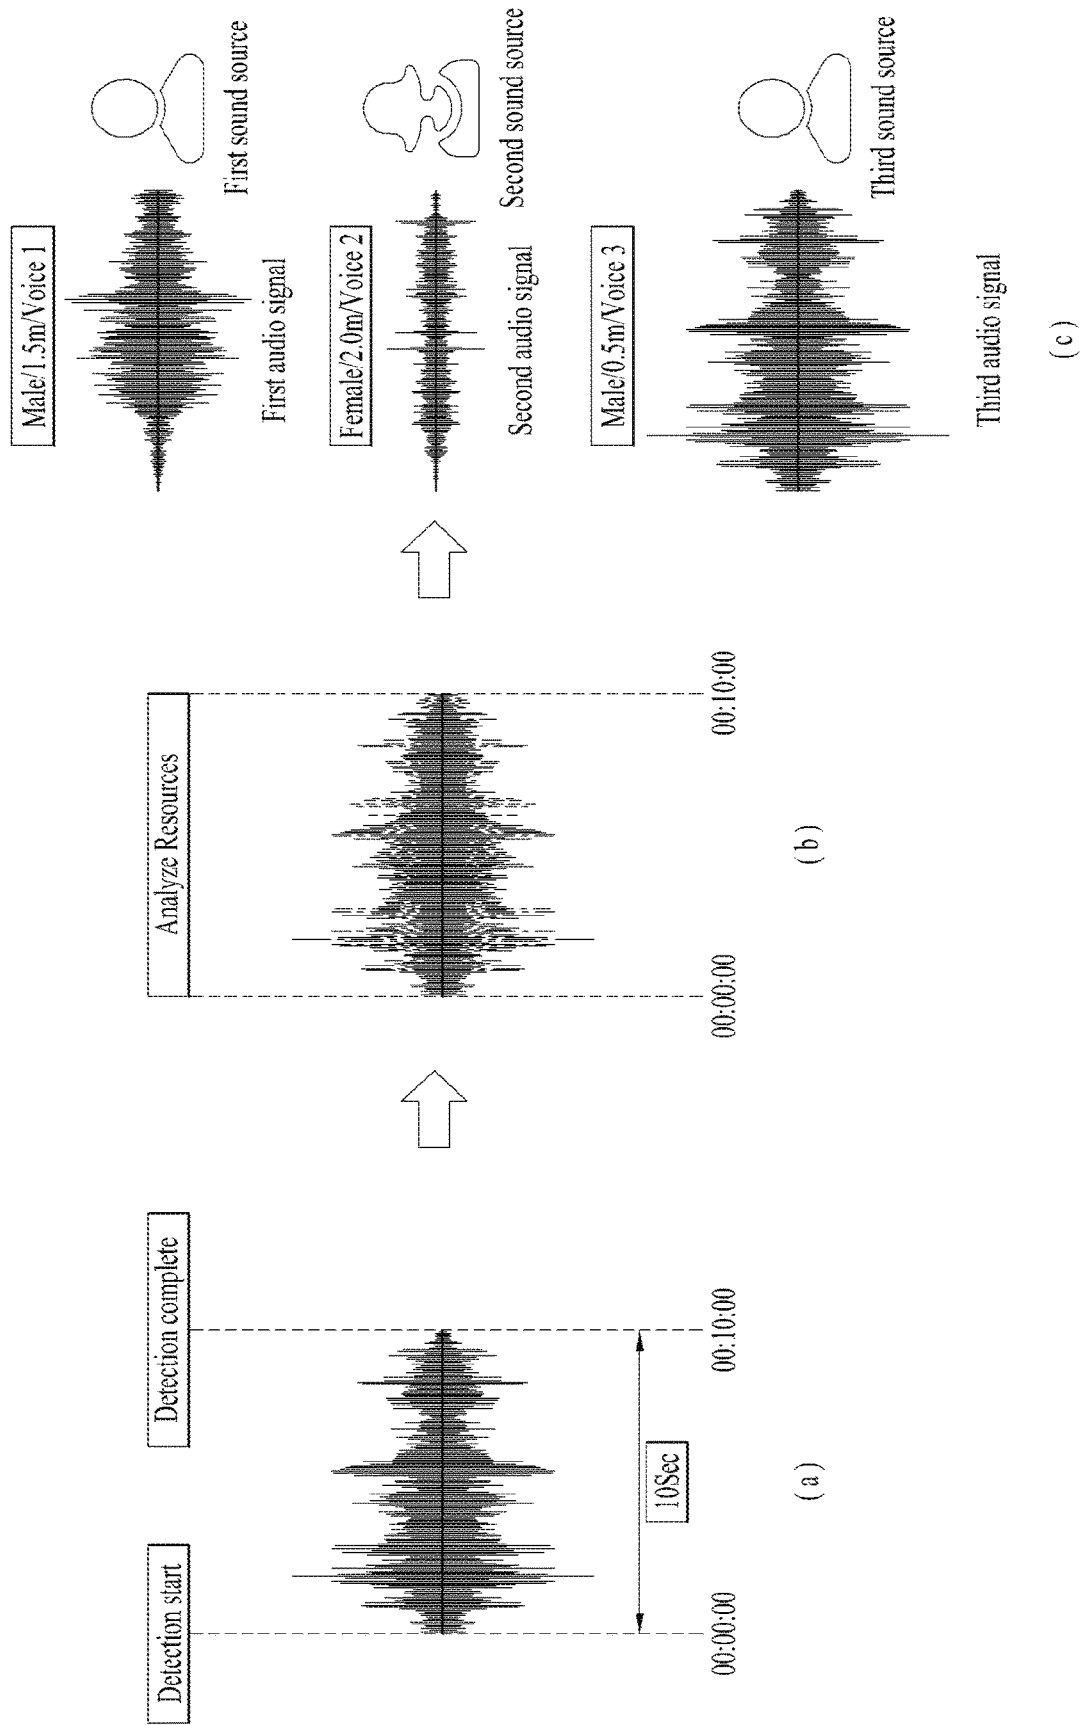 Detection start
Detection complete
10Sec
00:00:00
00:10:00
(a)
Analyze Resources
00:00:00
00:10:00
(b)
Male/1.5m/Voice 1
First audio signal
First sound source
Female/2.0m/Voice 2
Second audio signal
Second sound source
Male/0.5m/Voice 3
Third audio signal
Third sound source
(c)